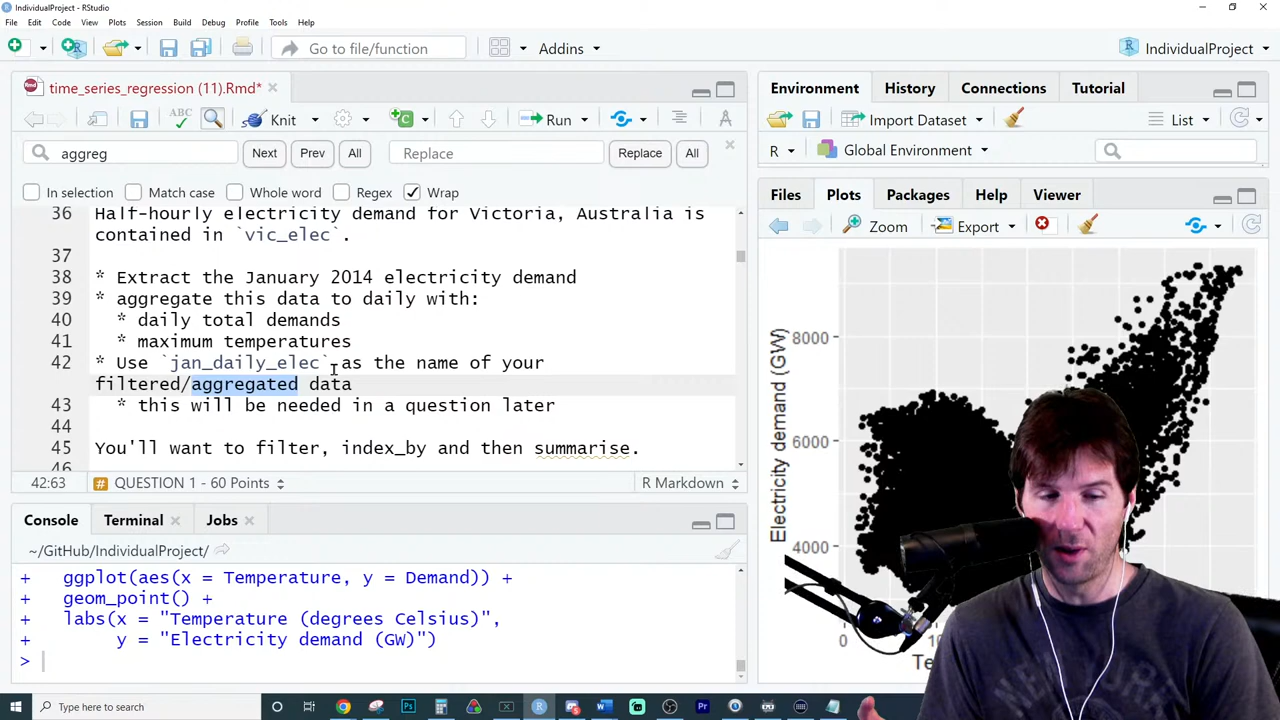 IndividualProject - RStudio
File Edit Code View Plots Session Build Debug Profile Tools Help
Go to file/function Addins IndividualProject
time_series_regression (11).Rmd*
ABC Knit Run
aggreg Next Prev All Replace Replace All
In selection Match case Whole word Regex Wrap
36 Half-hourly electricity demand for Victoria, Australia is
contained in `vic_elec`.
37
38 * Extract the January 2014 electricity demand
39 * aggregate this data to daily with:
40 * daily total demands
41 * maximum temperatures
42 * Use `jan_daily_elec` as the name of your
filtered/aggregated data
43 * this will be needed in a question later
44
45 You'll want to filter, index_by and then summarise.
46
42:63 QUESTION 1 - 60 Points R Markdown
Console Terminal Jobs
~/GitHub/IndividualProject/
+ ggplot(aes(x = Temperature, y = Demand)) +
+ geom_point() +
+ labs(x = "Temperature (degrees Celsius)",
+ y = "Electricity demand (GW)")
>
Environment History Connections Tutorial
Import Dataset List
R Global Environment
Files Plots Packages Help Viewer
Zoom Export
Electricity demand (GW)
8000
6000
4000
0
Type here to search